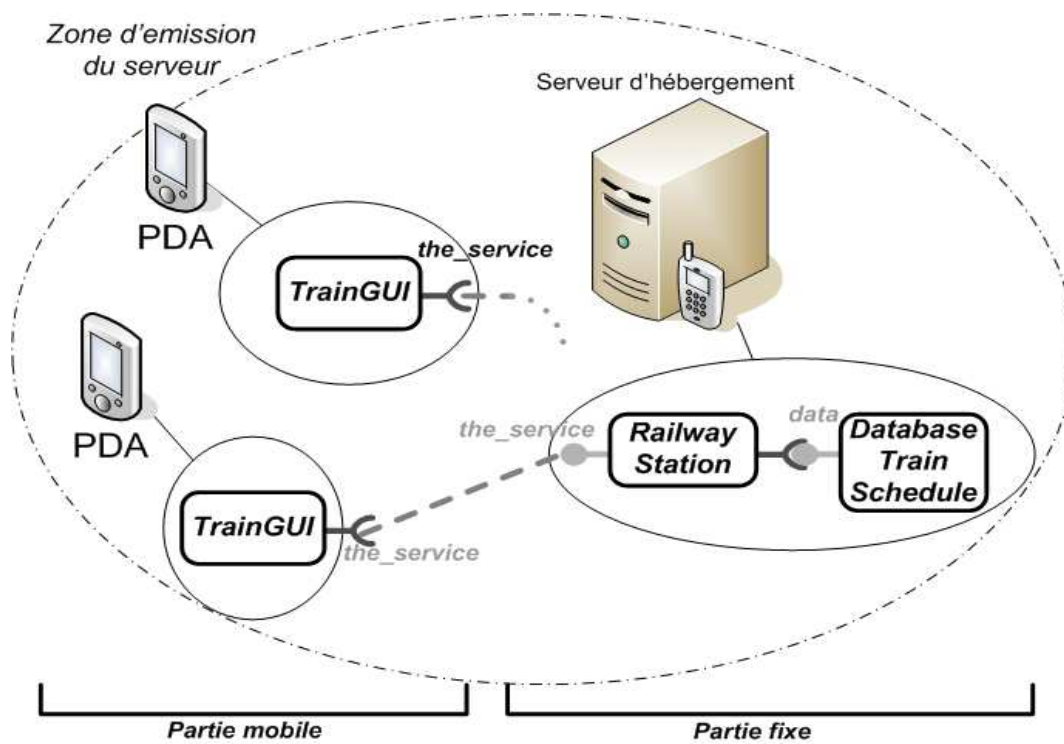 Zone d'emission
du serveur
Serveur d'hébergement
PDA
the_service
TrainGUI
PDA
the_service
Railway
Station
data
Database
Train
Schedule
TrainGUI
the_service
Partie mobile
Partie fixe